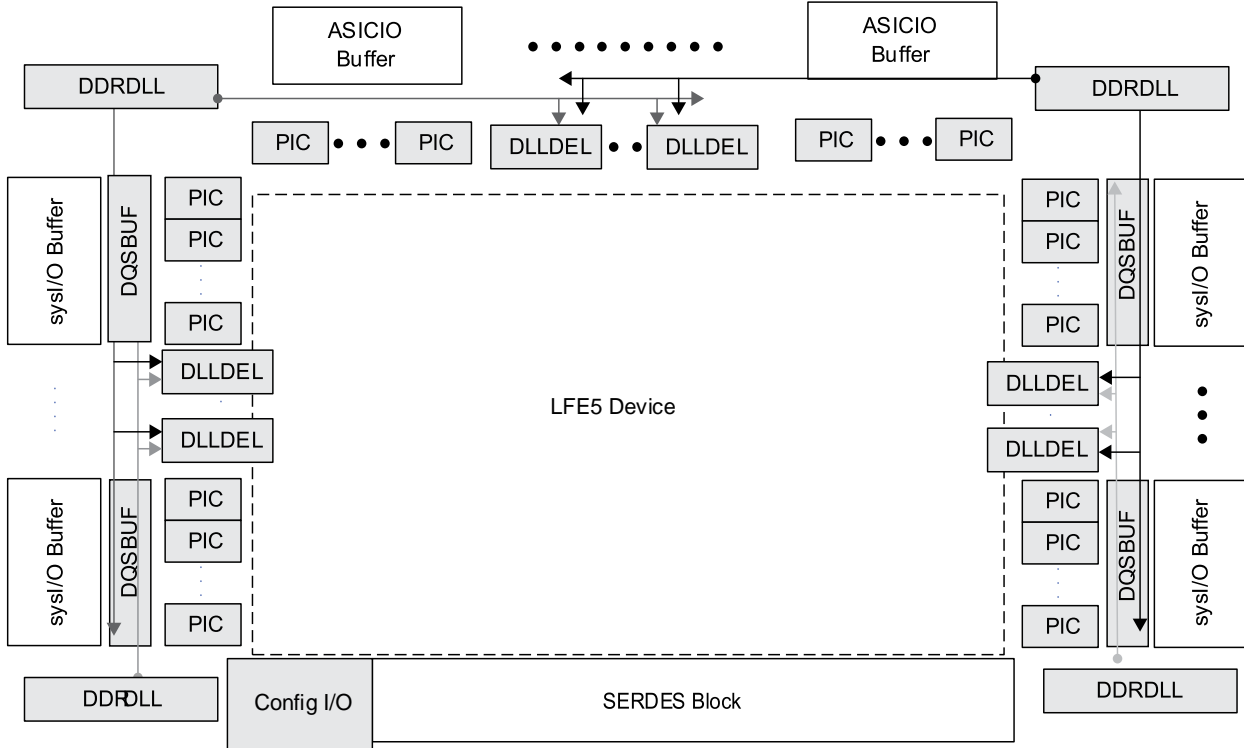 ASICIO
Buffer
ASICIO
Buffer
DDRDLL
DDRDLL
PIC
PIC
DLLDEL
DLLDEL
PIC
PIC
sysI/O Buffer
DQSBUF
PIC
PIC
PIC
PIC
PIC
PIC
DQSBUF
sysI/O Buffer
DLLDEL
DLLDEL
LFE5 Device
DLLDEL
DLLDEL
sysI/O Buffer
DQSBUF
PIC
PIC
PIC
PIC
PIC
PIC
DQSBUF
sysI/O Buffer
DDRDLL
Config I/O
SERDES Block
DDRDLL